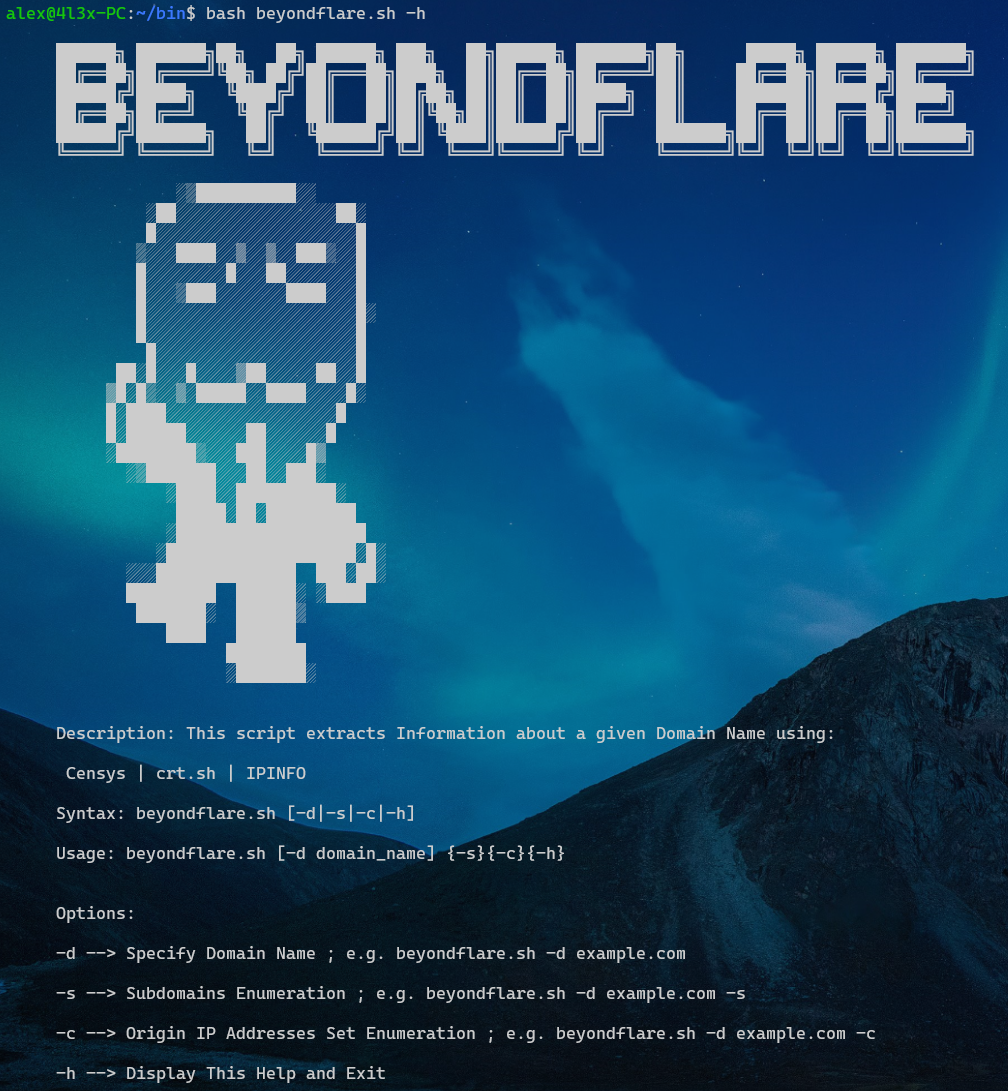 alex@4l3x-PC:~/bin$ bash beyondflare.sh -h
BEYONDFLARE
Description: This script extracts Information about a given Domain Name using:
Censys | crt.sh | IPINFO
Syntax: beyondflare.sh [-d|-s|-c|-h]
Usage: beyondflare.sh [-d domain_name] {-s}{-c}{-h}
Options:
-d --> Specify Domain Name ; e.g. beyondflare.sh -d example.com
-s --> Subdomains Enumeration ; e.g. beyondflare.sh -d example.com -s
-c --> Origin IP Addresses Set Enumeration ; e.g. beyondflare.sh -d example.com -c
-h --> Display This Help and Exit